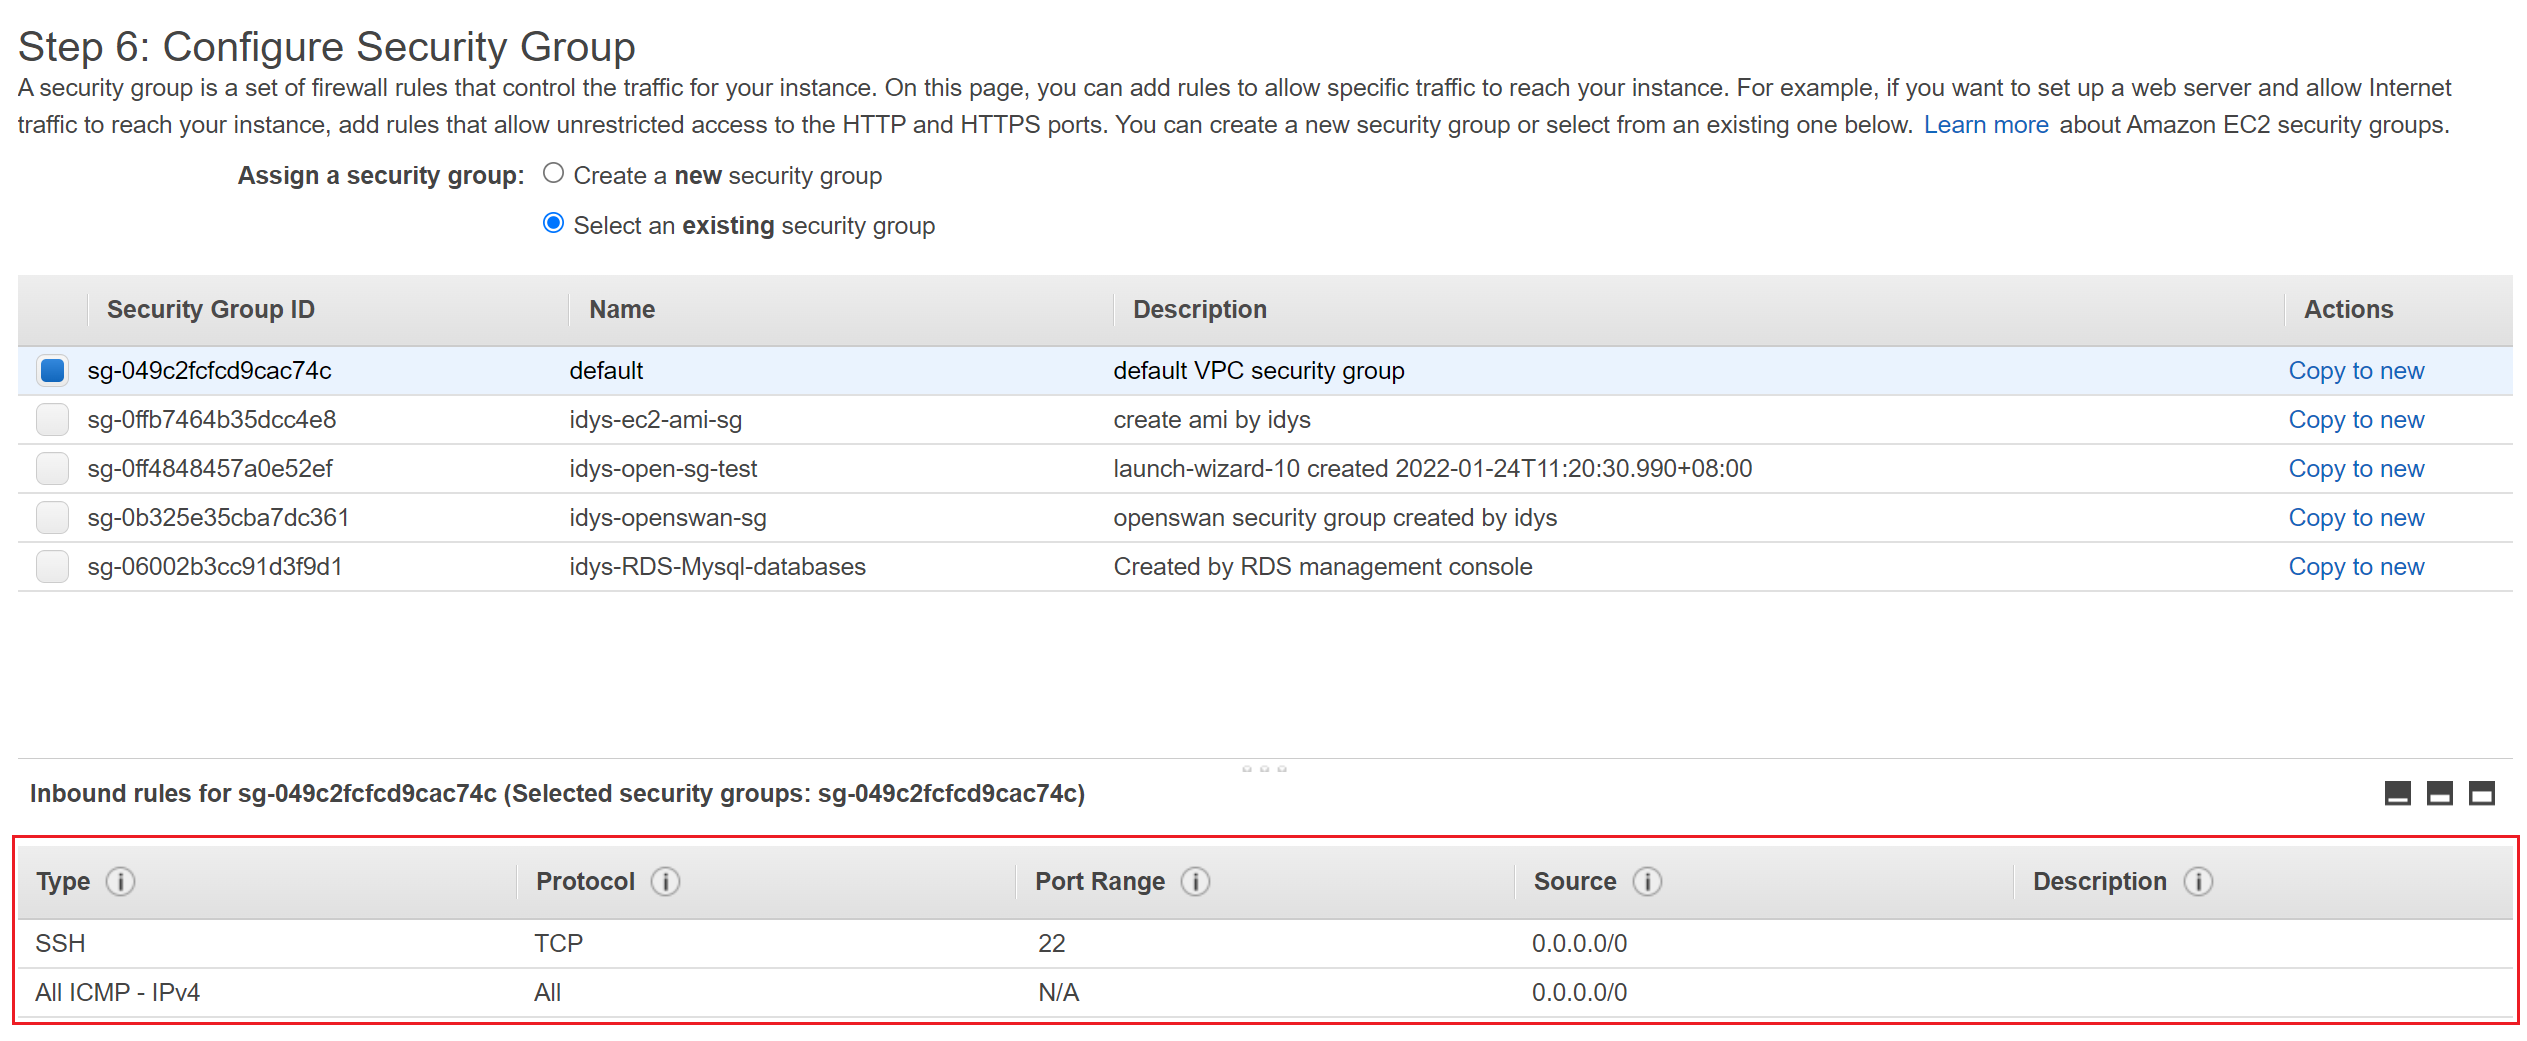 Step 6: Configure Security Group
A security group is a set of firewall rules that control the traffic for your instance. On this page, you can add rules to allow specific traffic to reach your instance. For example, if you want to set up a web server and allow Internet
traffic to reach your instance, add rules that allow unrestricted access to the HTTP and HTTPS ports. You can create a new security group or select from an existing one below. Learn more about Amazon EC2 security groups.
Assign a security group: Create a new security group
Select an existing security group
Security Group ID Name Description Actions
sg-049c2fcfcd9cac74c default default VPC security group Copy to new
sg-0ffb7464b35dcc4e8 idys-ec2-ami-sg create ami by idys Copy to new
sg-0ff4848457a0e52ef idys-open-sg-test launch-wizard-10 created 2022-01-24T11:20:30.990+08:00 Copy to new
sg-0b325e35cba7dc361 idys-openswan-sg openswan security group created by idys Copy to new
sg-06002b3cc91d3f9d1 idys-RDS-Mysql-databases Created by RDS management console Copy to new
Inbound rules for sg-049c2fcfcd9cac74c (Selected security groups: sg-049c2fcfcd9cac74c)
Type Protocol Port Range Source Description
SSH TCP 22 0.0.0.0/0
All ICMP - IPv4 All N/A 0.0.0.0/0